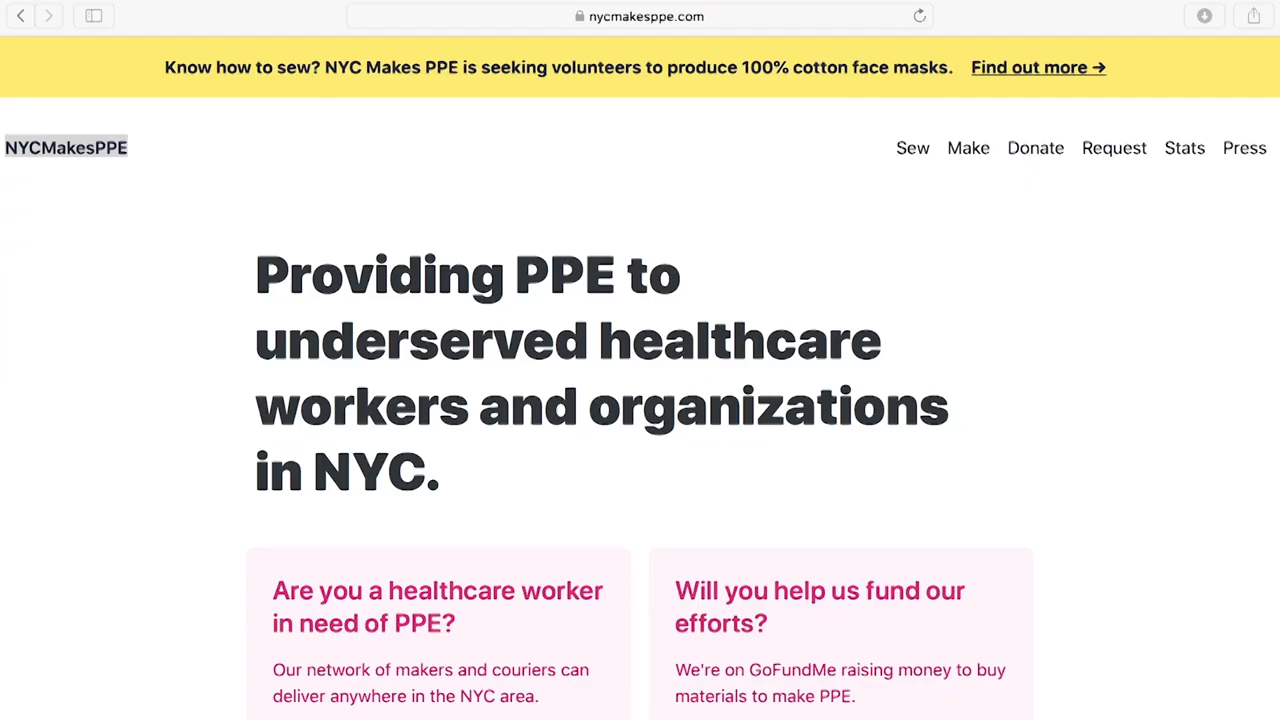 nycmakesppe.com
Know how to sew? NYC Makes PPE is seeking volunteers to produce 100% cotton face masks. Find out more →
NYCMakesPPE
Sew Make Donate Request Stats Press
Providing PPE to
underserved healthcare
workers and organizations
in NYC.
Are you a healthcare worker
in need of PPE?
Our network of makers and couriers can
deliver anywhere in the NYC area.
Will you help us fund our
efforts?
We're on GoFundMe raising money to buy
materials to make PPE.